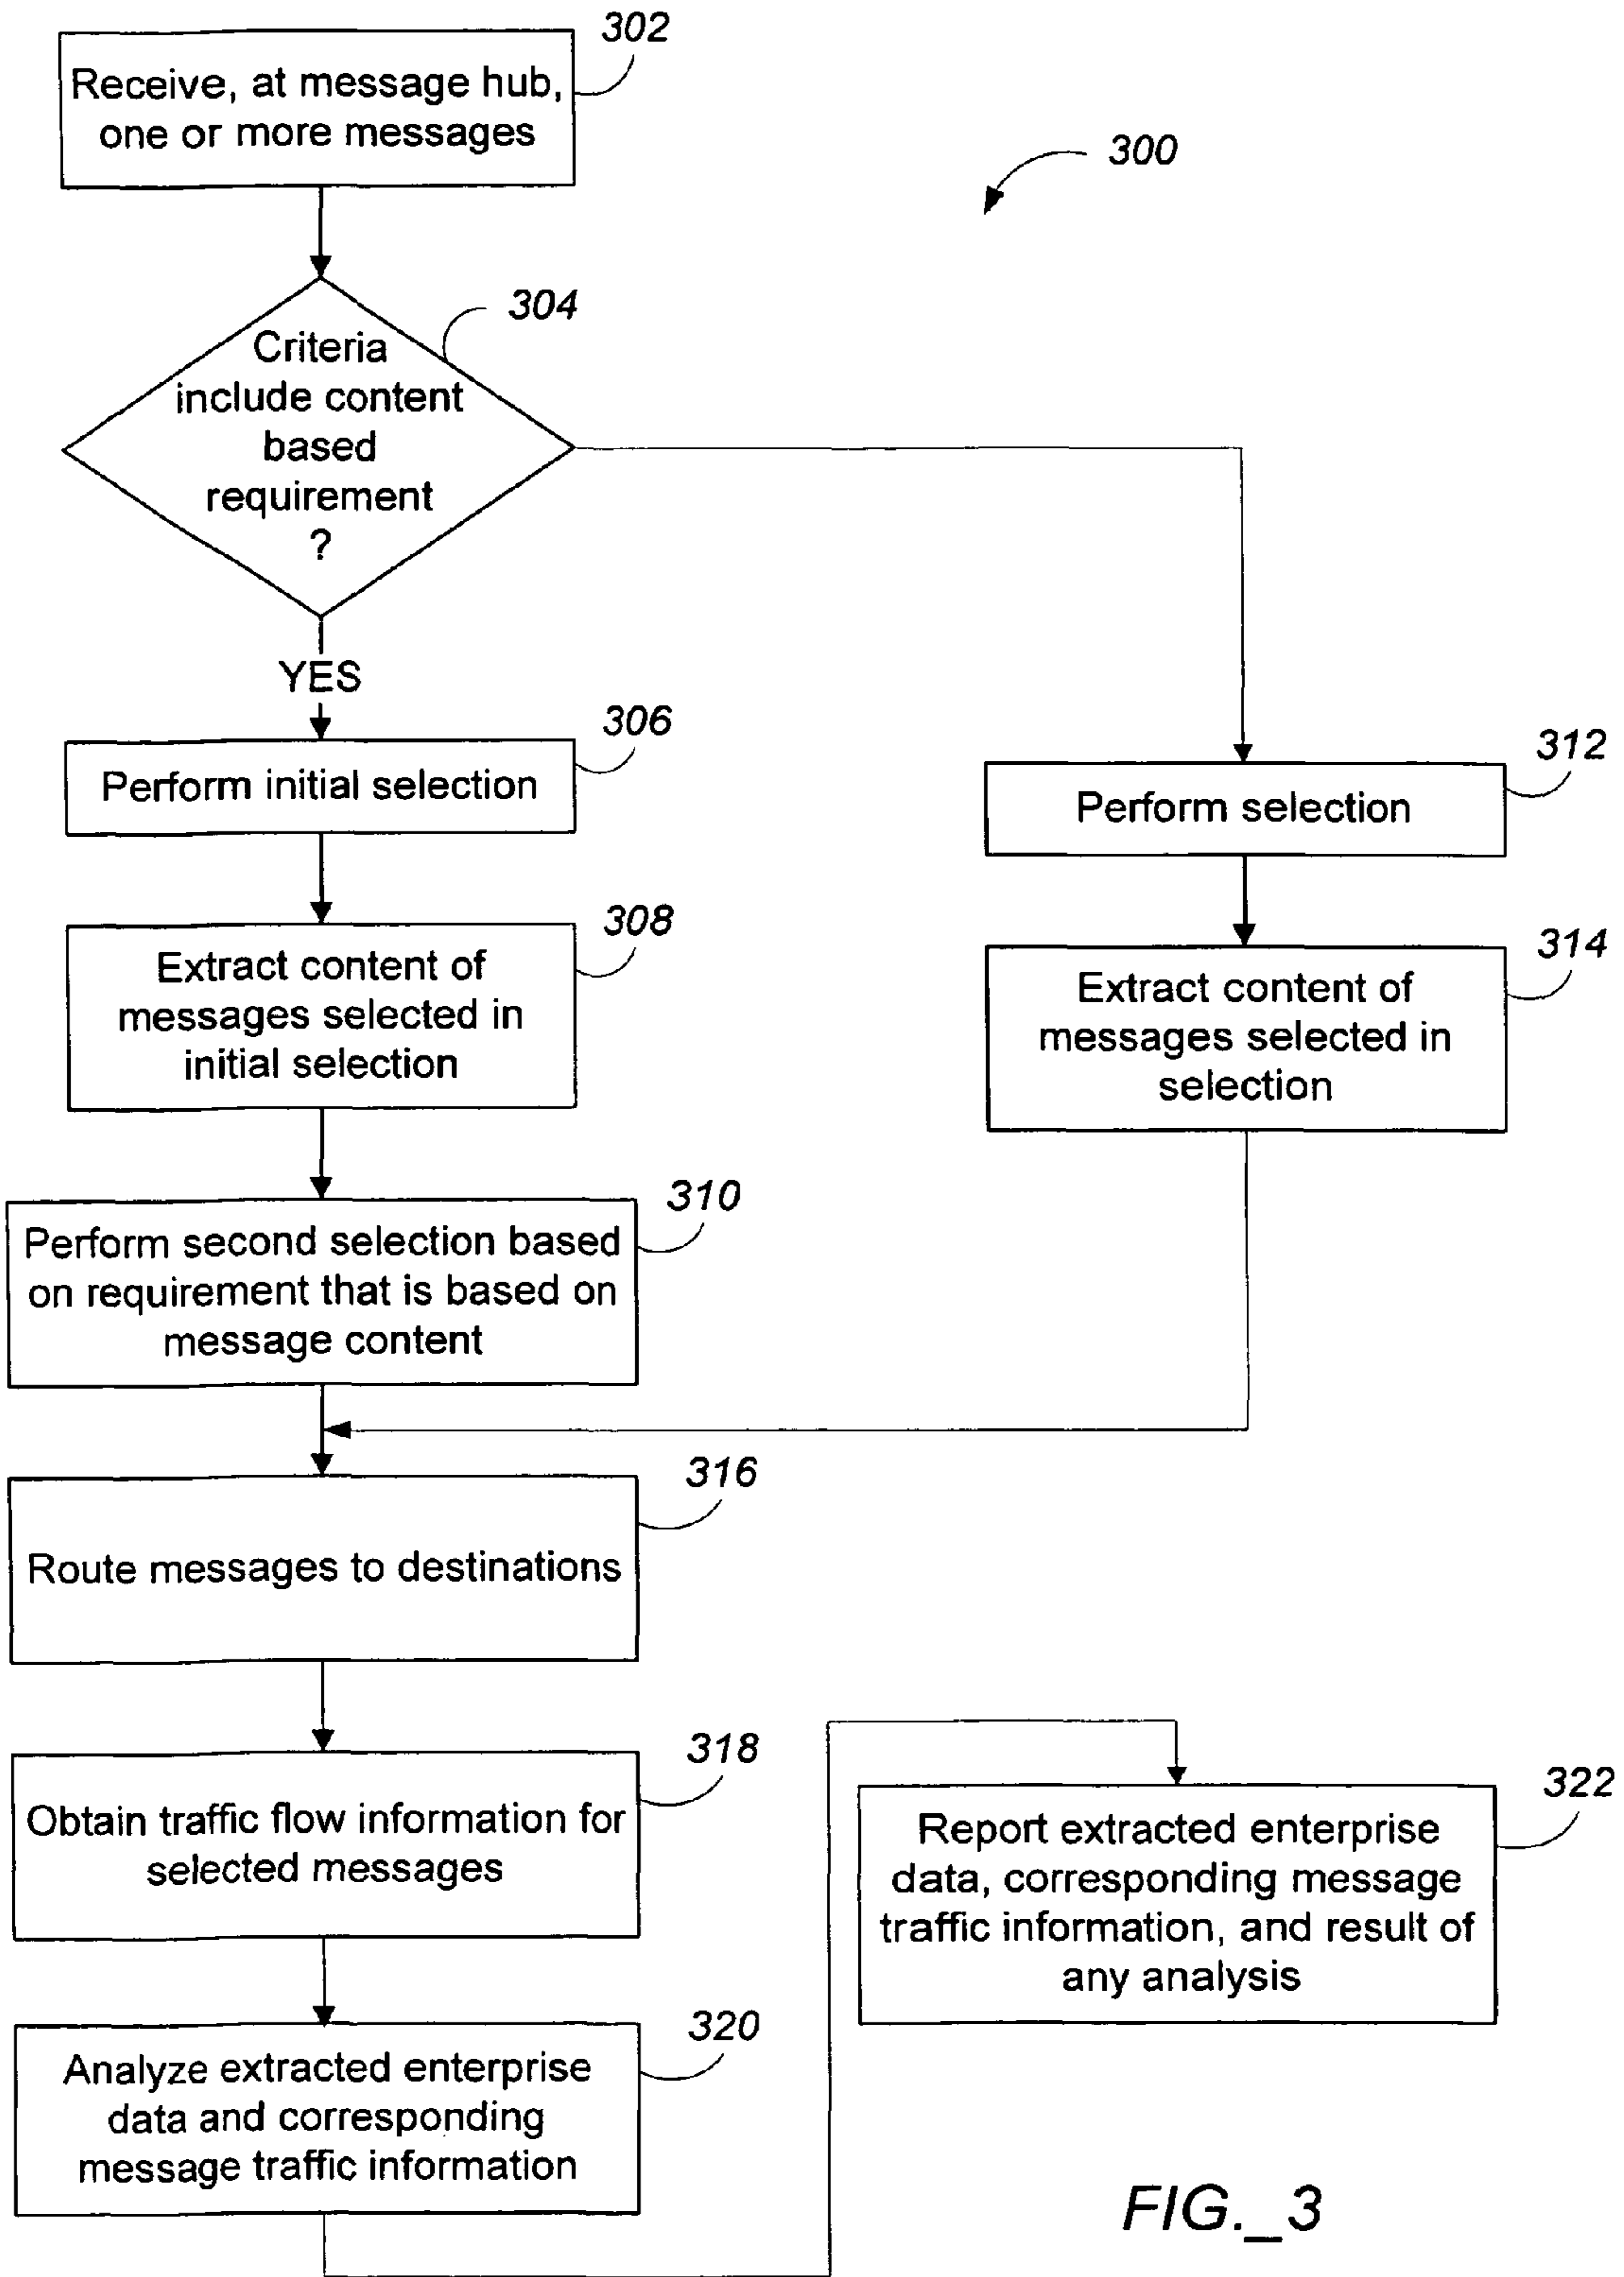 302
Receive, at message hub,
one or more messages
300
304
Criteria
include content
based
requirement
?
YES
306
Perform initial selection
312
Perform selection
308
Extract content of
messages selected in
initial selection
314
Extract content of
messages selected in
selection
310
Perform second selection based
on requirement that is based on
message content
316
Route messages to destinations
318
Obtain traffic flow information for
selected messages
322
Report extracted enterprise
data, corresponding message
traffic information, and result of
any analysis
320
Analyze extracted enterprise
data and corresponding
message traffic information
FIG._3